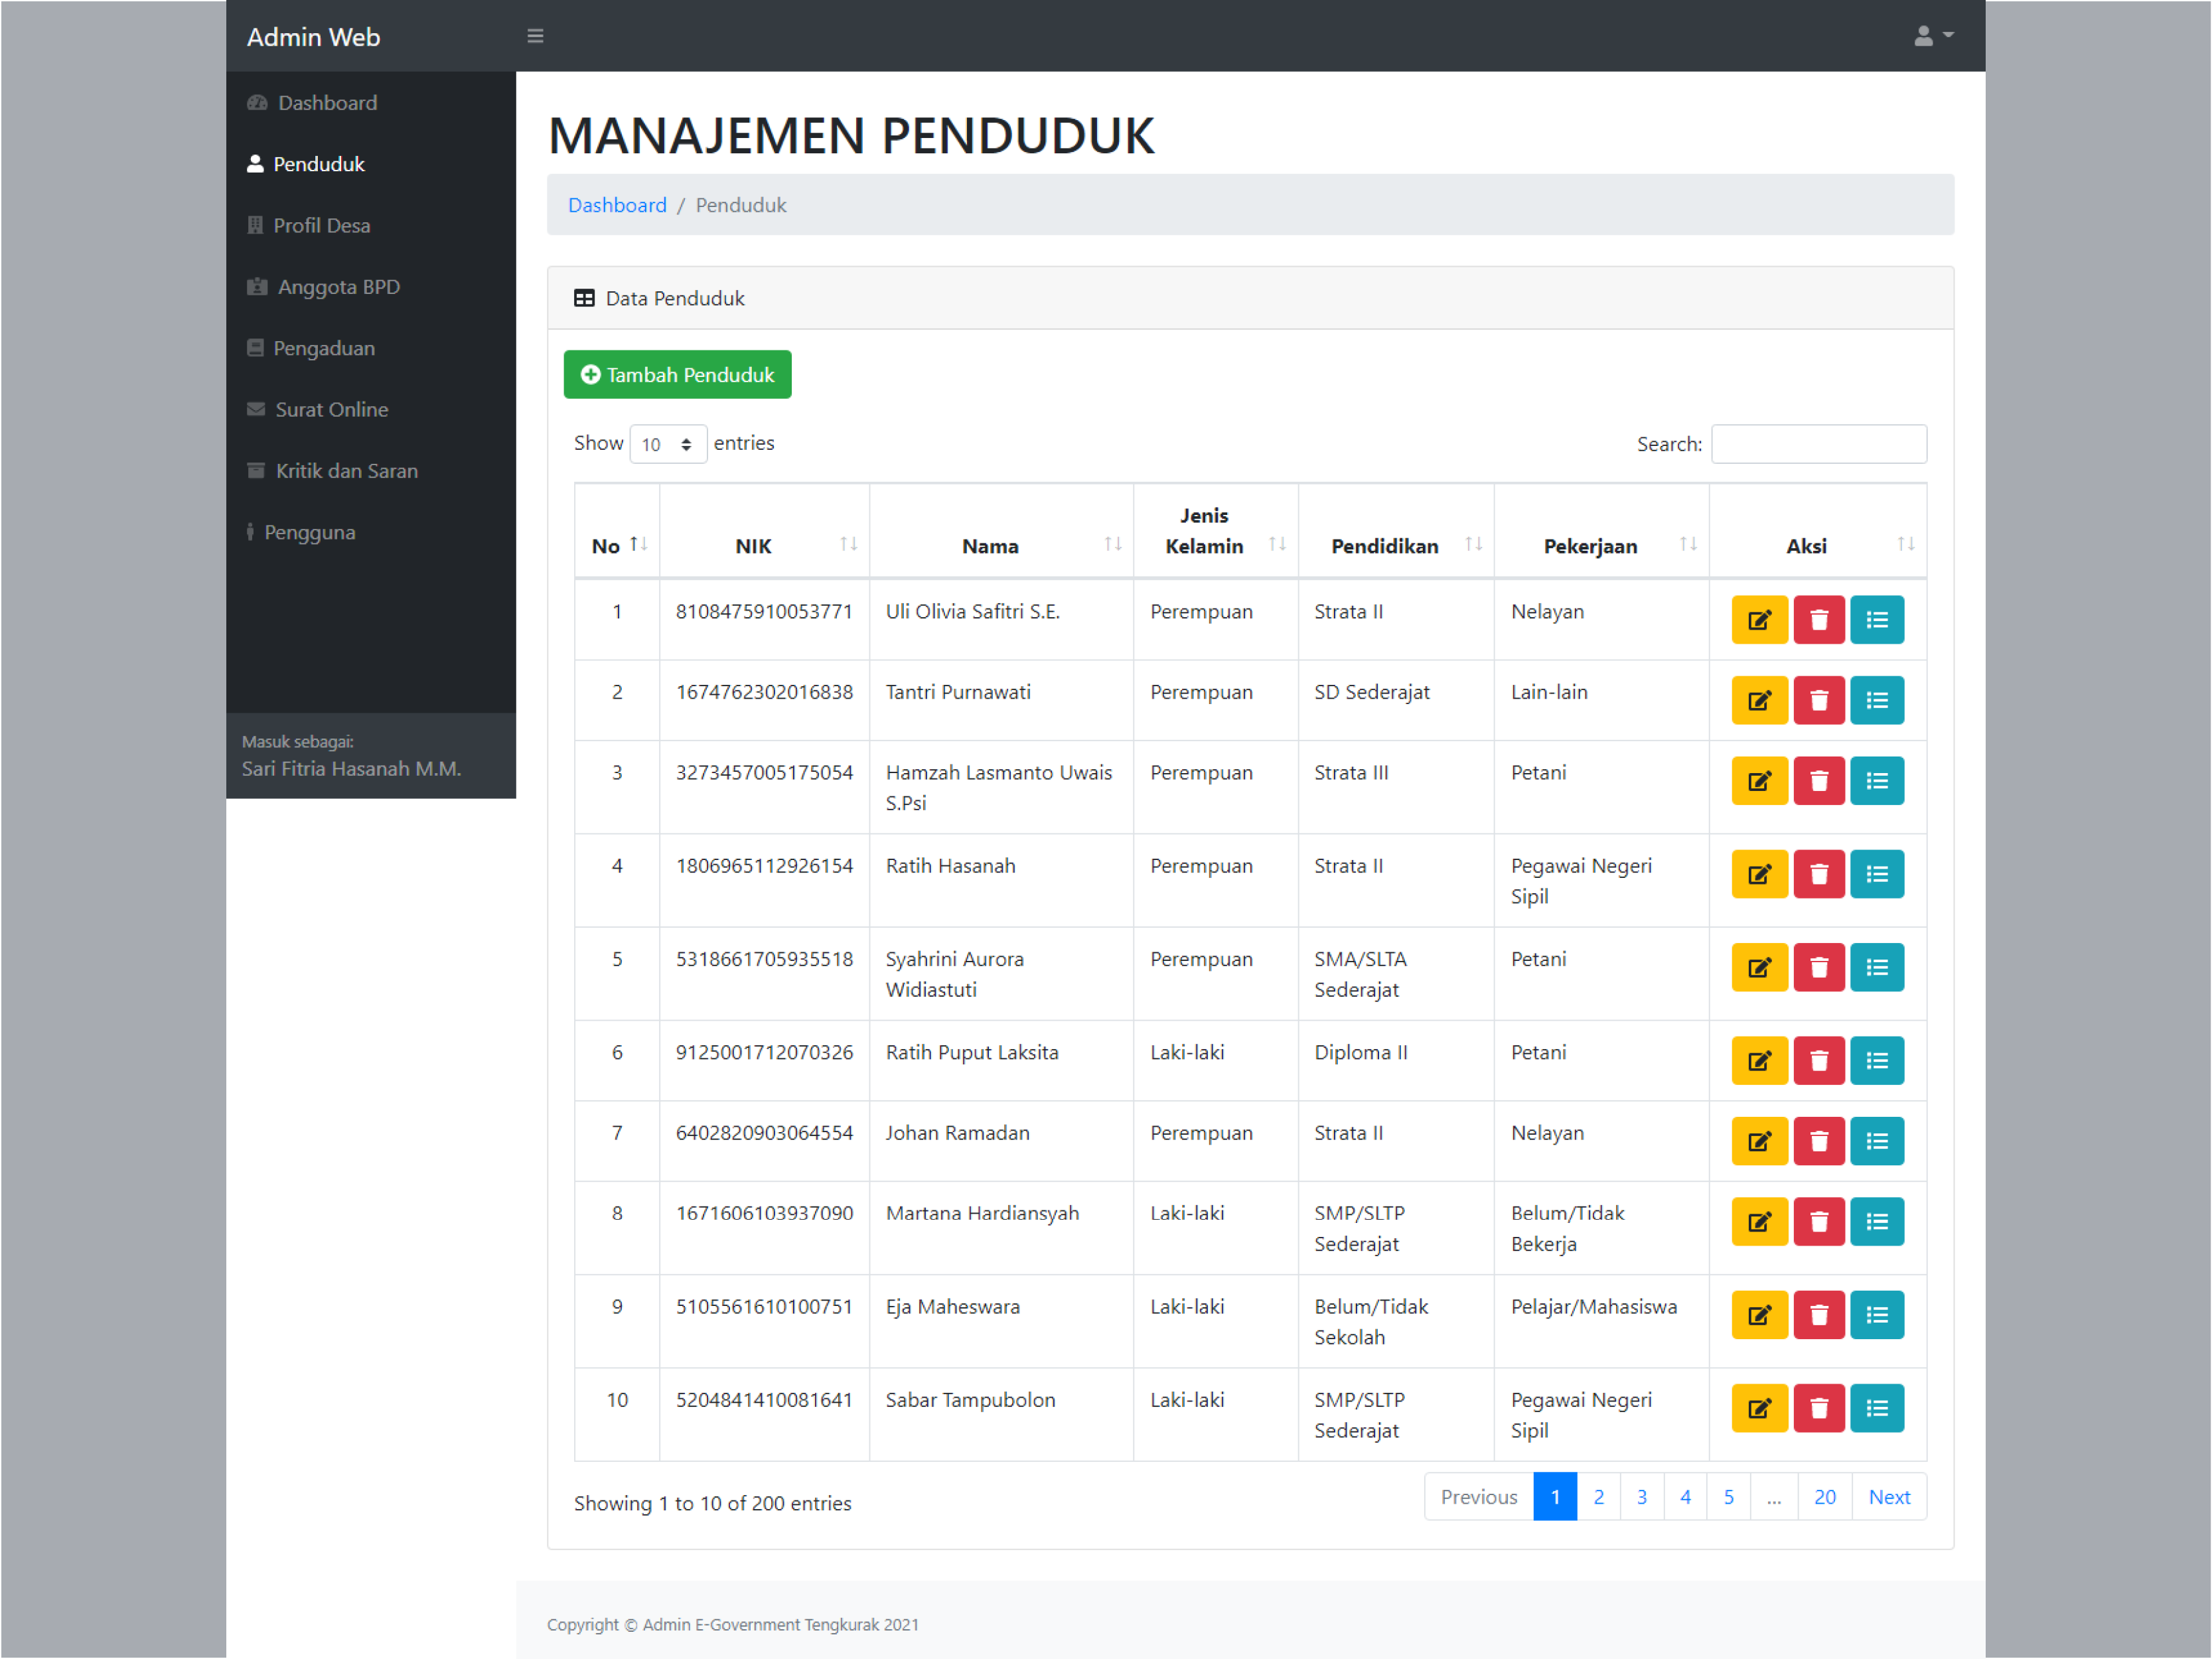 Admin Web
Dashboard
Penduduk
Profil Desa
Anggota BPD
Pengaduan
Surat Online
Kritik dan Saran
Pengguna
Masuk sebagai:
Sari Fitria Hasanah M.M.
MANAJEMEN PENDUDUK
Dashboard / Penduduk
Data Penduduk
Tambah Penduduk
Show 10 entries Search:
No NIK Nama Jenis Kelamin Pendidikan Pekerjaan Aksi
1 8108475910053771 Uli Olivia Safitri S.E. Perempuan Strata II Nelayan
2 1674762302016838 Tantri Purnawati Perempuan SD Sederajat Lain-lain
3 3273457005175054 Hamzah Lasmanto Uwais S.Psi Perempuan Strata III Petani
4 1806965112926154 Ratih Hasanah Perempuan Strata II Pegawai Negeri Sipil
5 5318661705935518 Syahrini Aurora Widiastuti Perempuan SMA/SLTA Sederajat Petani
6 9125001712070326 Ratih Puput Laksita Laki-laki Diploma II Petani
7 6402820903064554 Johan Ramadan Perempuan Strata II Nelayan
8 1671606103937090 Martana Hardiansyah Laki-laki SMP/SLTP Sederajat Belum/Tidak Bekerja
9 5105561610100751 Eja Maheswara Laki-laki Belum/Tidak Sekolah Pelajar/Mahasiswa
10 5204841410081641 Sabar Tampubolon Laki-laki SMP/SLTP Sederajat Pegawai Negeri Sipil
Showing 1 to 10 of 200 entries Previous 1 2 3 4 5 ... 20 Next
Copyright © Admin E-Government Tengkurak 2021